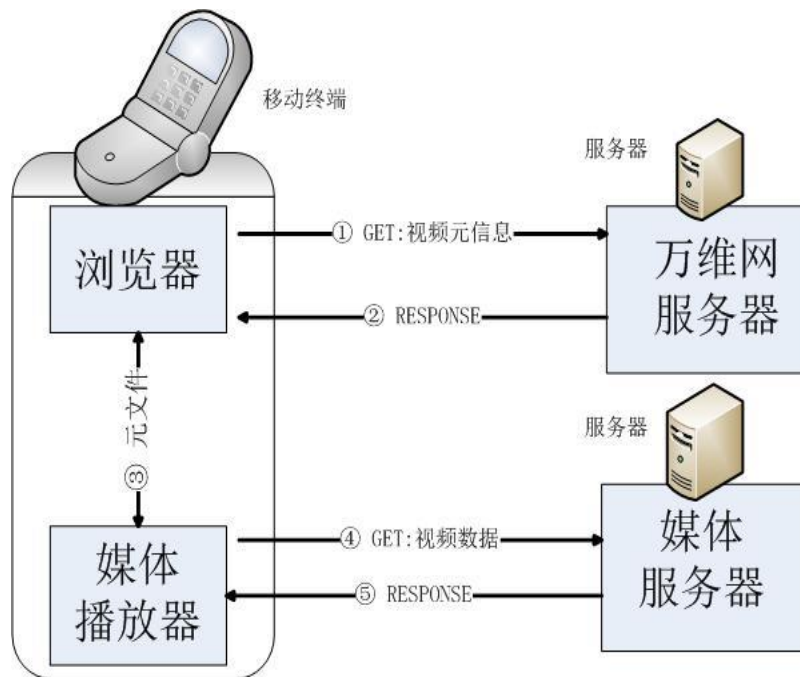 移动终端
服务器
浏览器
① GET:视频元信息
万维网
服务器
② RESPONSE
③ 元文件
服务器
媒体
播放器
④ GET:视频数据
媒体
服务器
⑤ RESPONSE